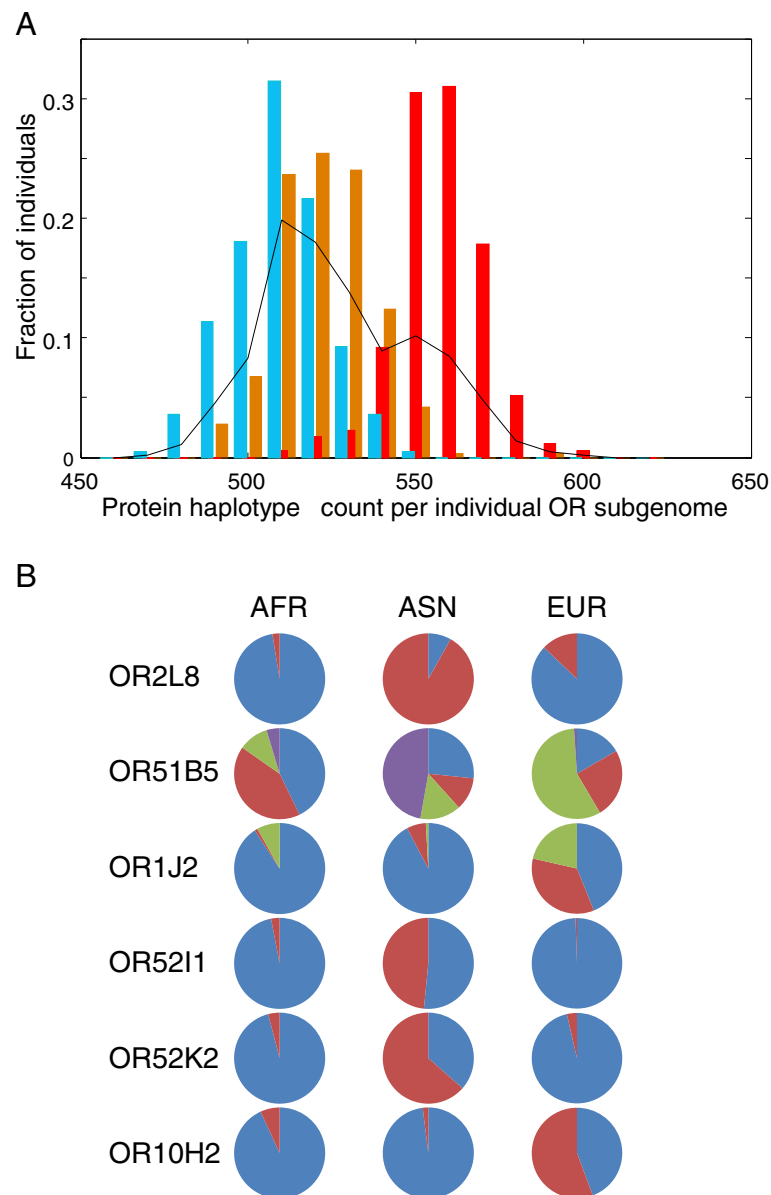 A
Fraction of individuals
0.3
0.2
0.1
0
450 500 550 600 650
Protein haplotype count per individual OR subgenome
B
AFR ASN EUR
OR2L8
OR51B5
OR1J2
OR52I1
OR52K2
OR10H2